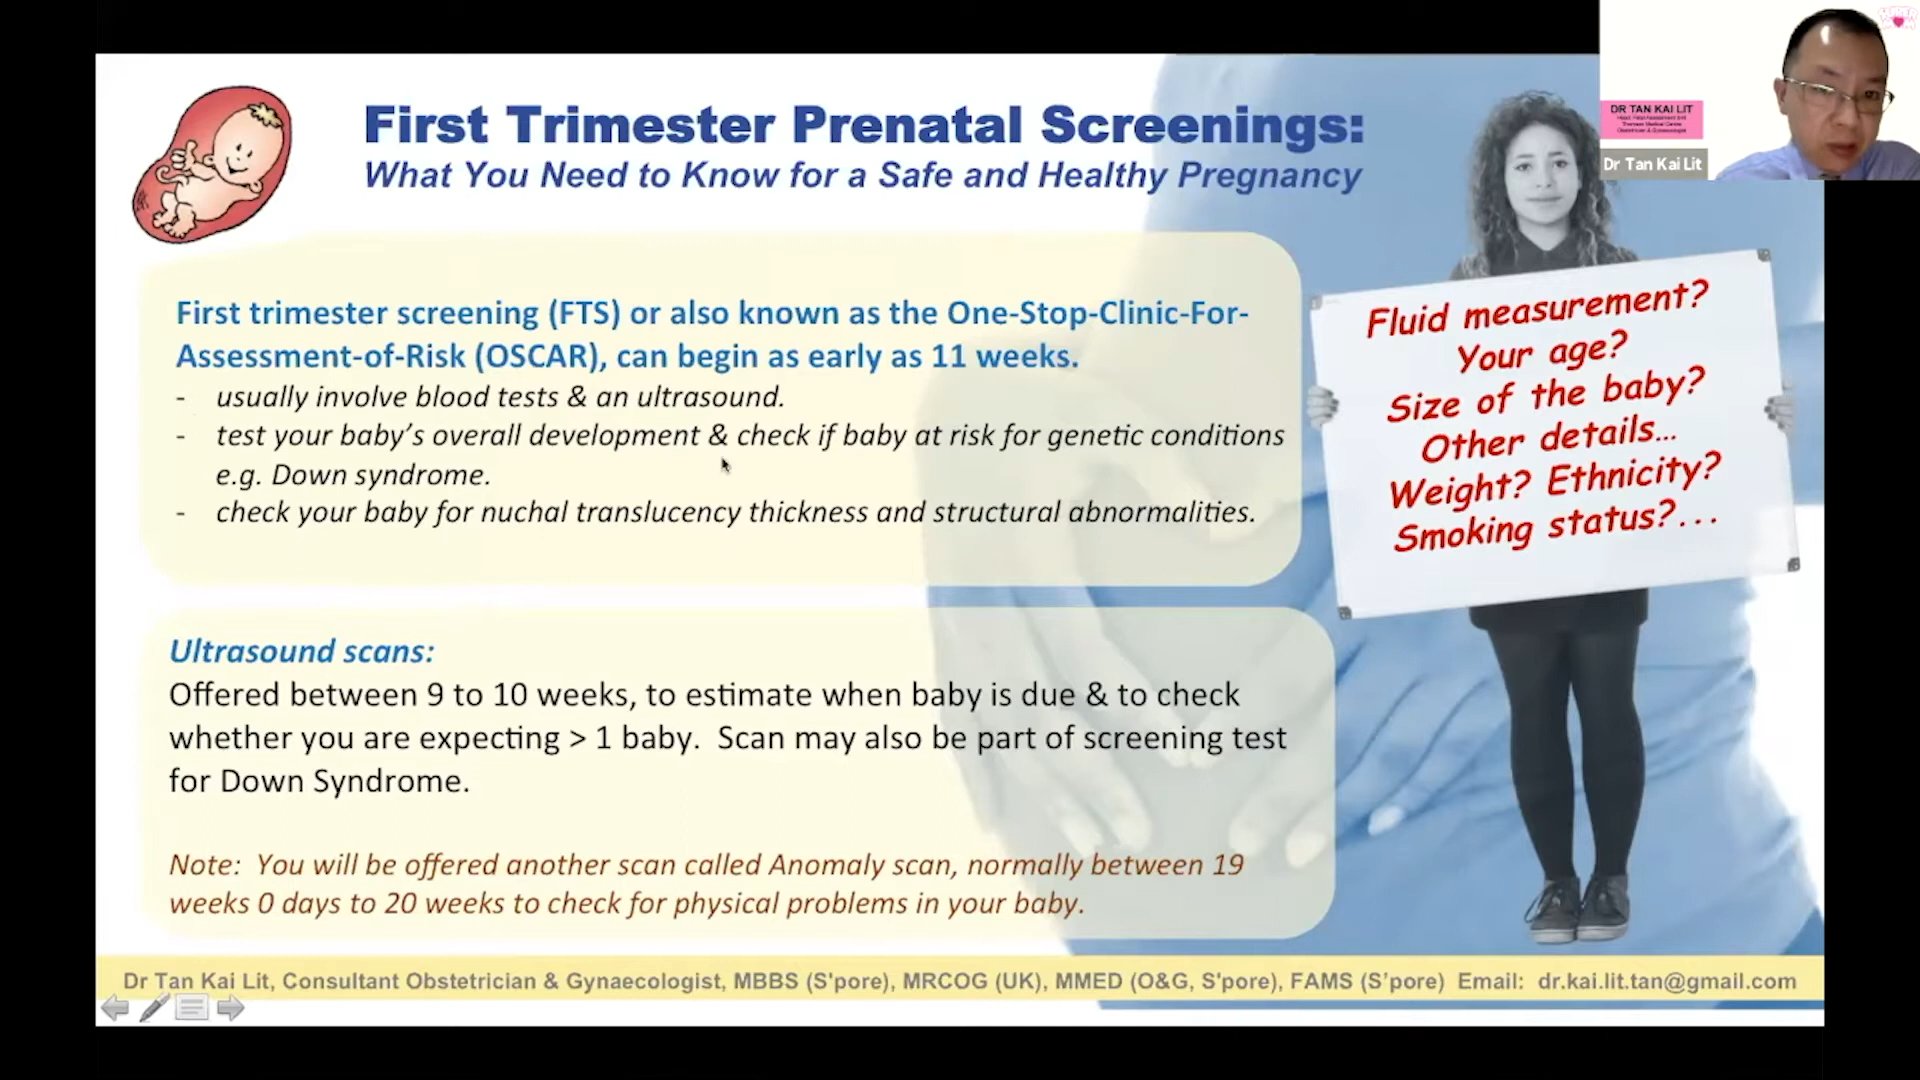 First Trimester Prenatal Screenings:
What You Need to Know for a Safe and Healthy Pregnancy
DR TAN KAI LIT
Head, Fetal Assessment Unit
Thomson Medical Centre
Obstetrician & Gynaecologist
Dr Tan Kai Lit
First trimester screening (FTS) or also known as the One-Stop-Clinic-For-
Assessment-of-Risk (OSCAR), can begin as early as 11 weeks.
- usually involve blood tests & an ultrasound.
- test your baby’s overall development & check if baby at risk for genetic conditions
e.g. Down syndrome.
- check your baby for nuchal translucency thickness and structural abnormalities.
Fluid measurement?
Your age?
Size of the baby?
Other details…
Weight? Ethnicity?
Smoking status?...
Ultrasound scans:
Offered between 9 to 10 weeks, to estimate when baby is due & to check
whether you are expecting > 1 baby. Scan may also be part of screening test
for Down Syndrome.
Note: You will be offered another scan called Anomaly scan, normally between 19
weeks 0 days to 20 weeks to check for physical problems in your baby.
Dr Tan Kai Lit, Consultant Obstetrician & Gynaecologist, MBBS (S'pore), MRCOG (UK), MMED (O&G, S'pore), FAMS (S’pore) Email: dr.kai.lit.tan@gmail.com